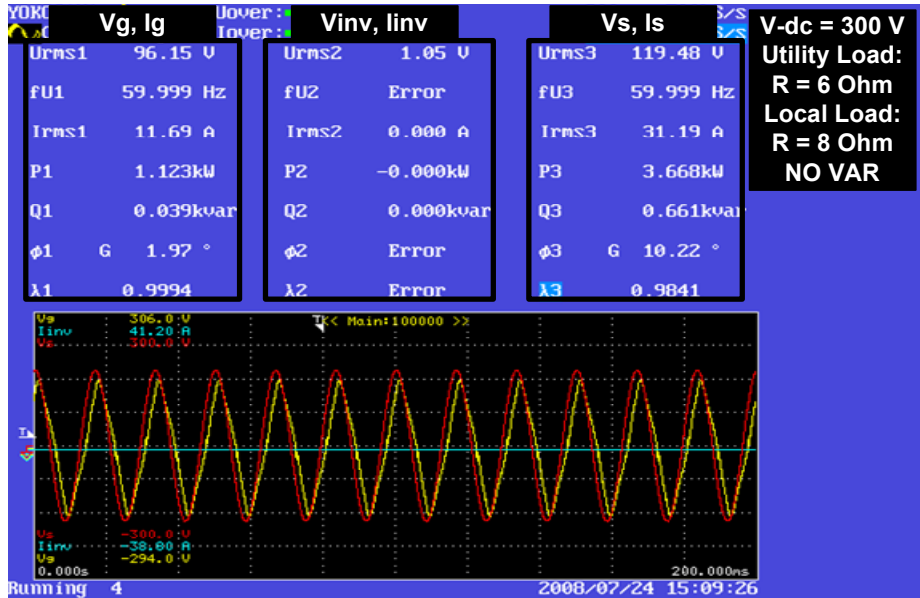 Uover:
Iover:
S/s
S/s
Vg, Ig
Urms1 96.15 V
fU1 59.999 Hz
Irms1 11.69 A
P1 1.123kW
Q1 0.039kvar
φ1 G 1.97 °
λ1 0.9994
Vinv, Iinv
Urms2 1.05 V
fU2 Error
Irms2 0.000 A
P2 -0.000kW
Q2 0.000kvar
φ2 Error
λ2 Error
Vs, Is
Urms3 119.48 V
fU3 59.999 Hz
Irms3 31.19 A
P3 3.668kW
Q3 0.661kvar
φ3 G 10.22 °
λ3 0.9841
V-dc = 300 V
Utility Load:
R = 6 Ohm
Local Load:
R = 8 Ohm
NO VAR
Vg 306.0 V
Iinv 41.20 A
Vs 300.0 V
<< Main:100000 >>
Vs -300.0 V
Iinv -38.80 A
Vg -294.0 V
0.000s 200.000ms
Running 4 2008/07/24 15:09:26